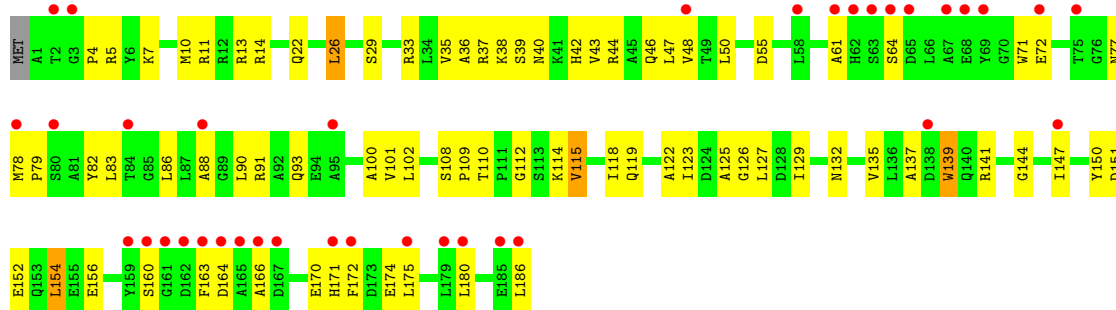 MET A1 T2 G3 P4 R5 Y6 K7 M10 R11 R12 R13 R14 Q22 L26 S29 R33 L34 V35 A36 R37 K38 S39 N40 K41 H42 V43 R44 A45 Q46 L47 V48 T49 L50 D55 L58 A61 H62 S63 S64 D65 L66 A67 E68 Y69 G70 W71 E72 T75 G76 N77
M78 P79 S80 A81 Y82 L83 T84 G85 L86 L87 A88 G89 L90 R91 A92 Q93 E94 A95 A100 V101 L102 S108 P109 T110 P111 G112 S113 K114 V115 I118 Q119 A122 I123 D124 A125 G126 L127 D128 I129 N132 V135 L136 A137 D138 W139 Q140 R141 G144 I147 Y150 D151
E152 Q153 L154 E155 E156 Y159 S160 G161 D162 F163 D164 A165 A166 D167 E170 H171 F172 D173 E174 L175 L179 L180 E185 L186